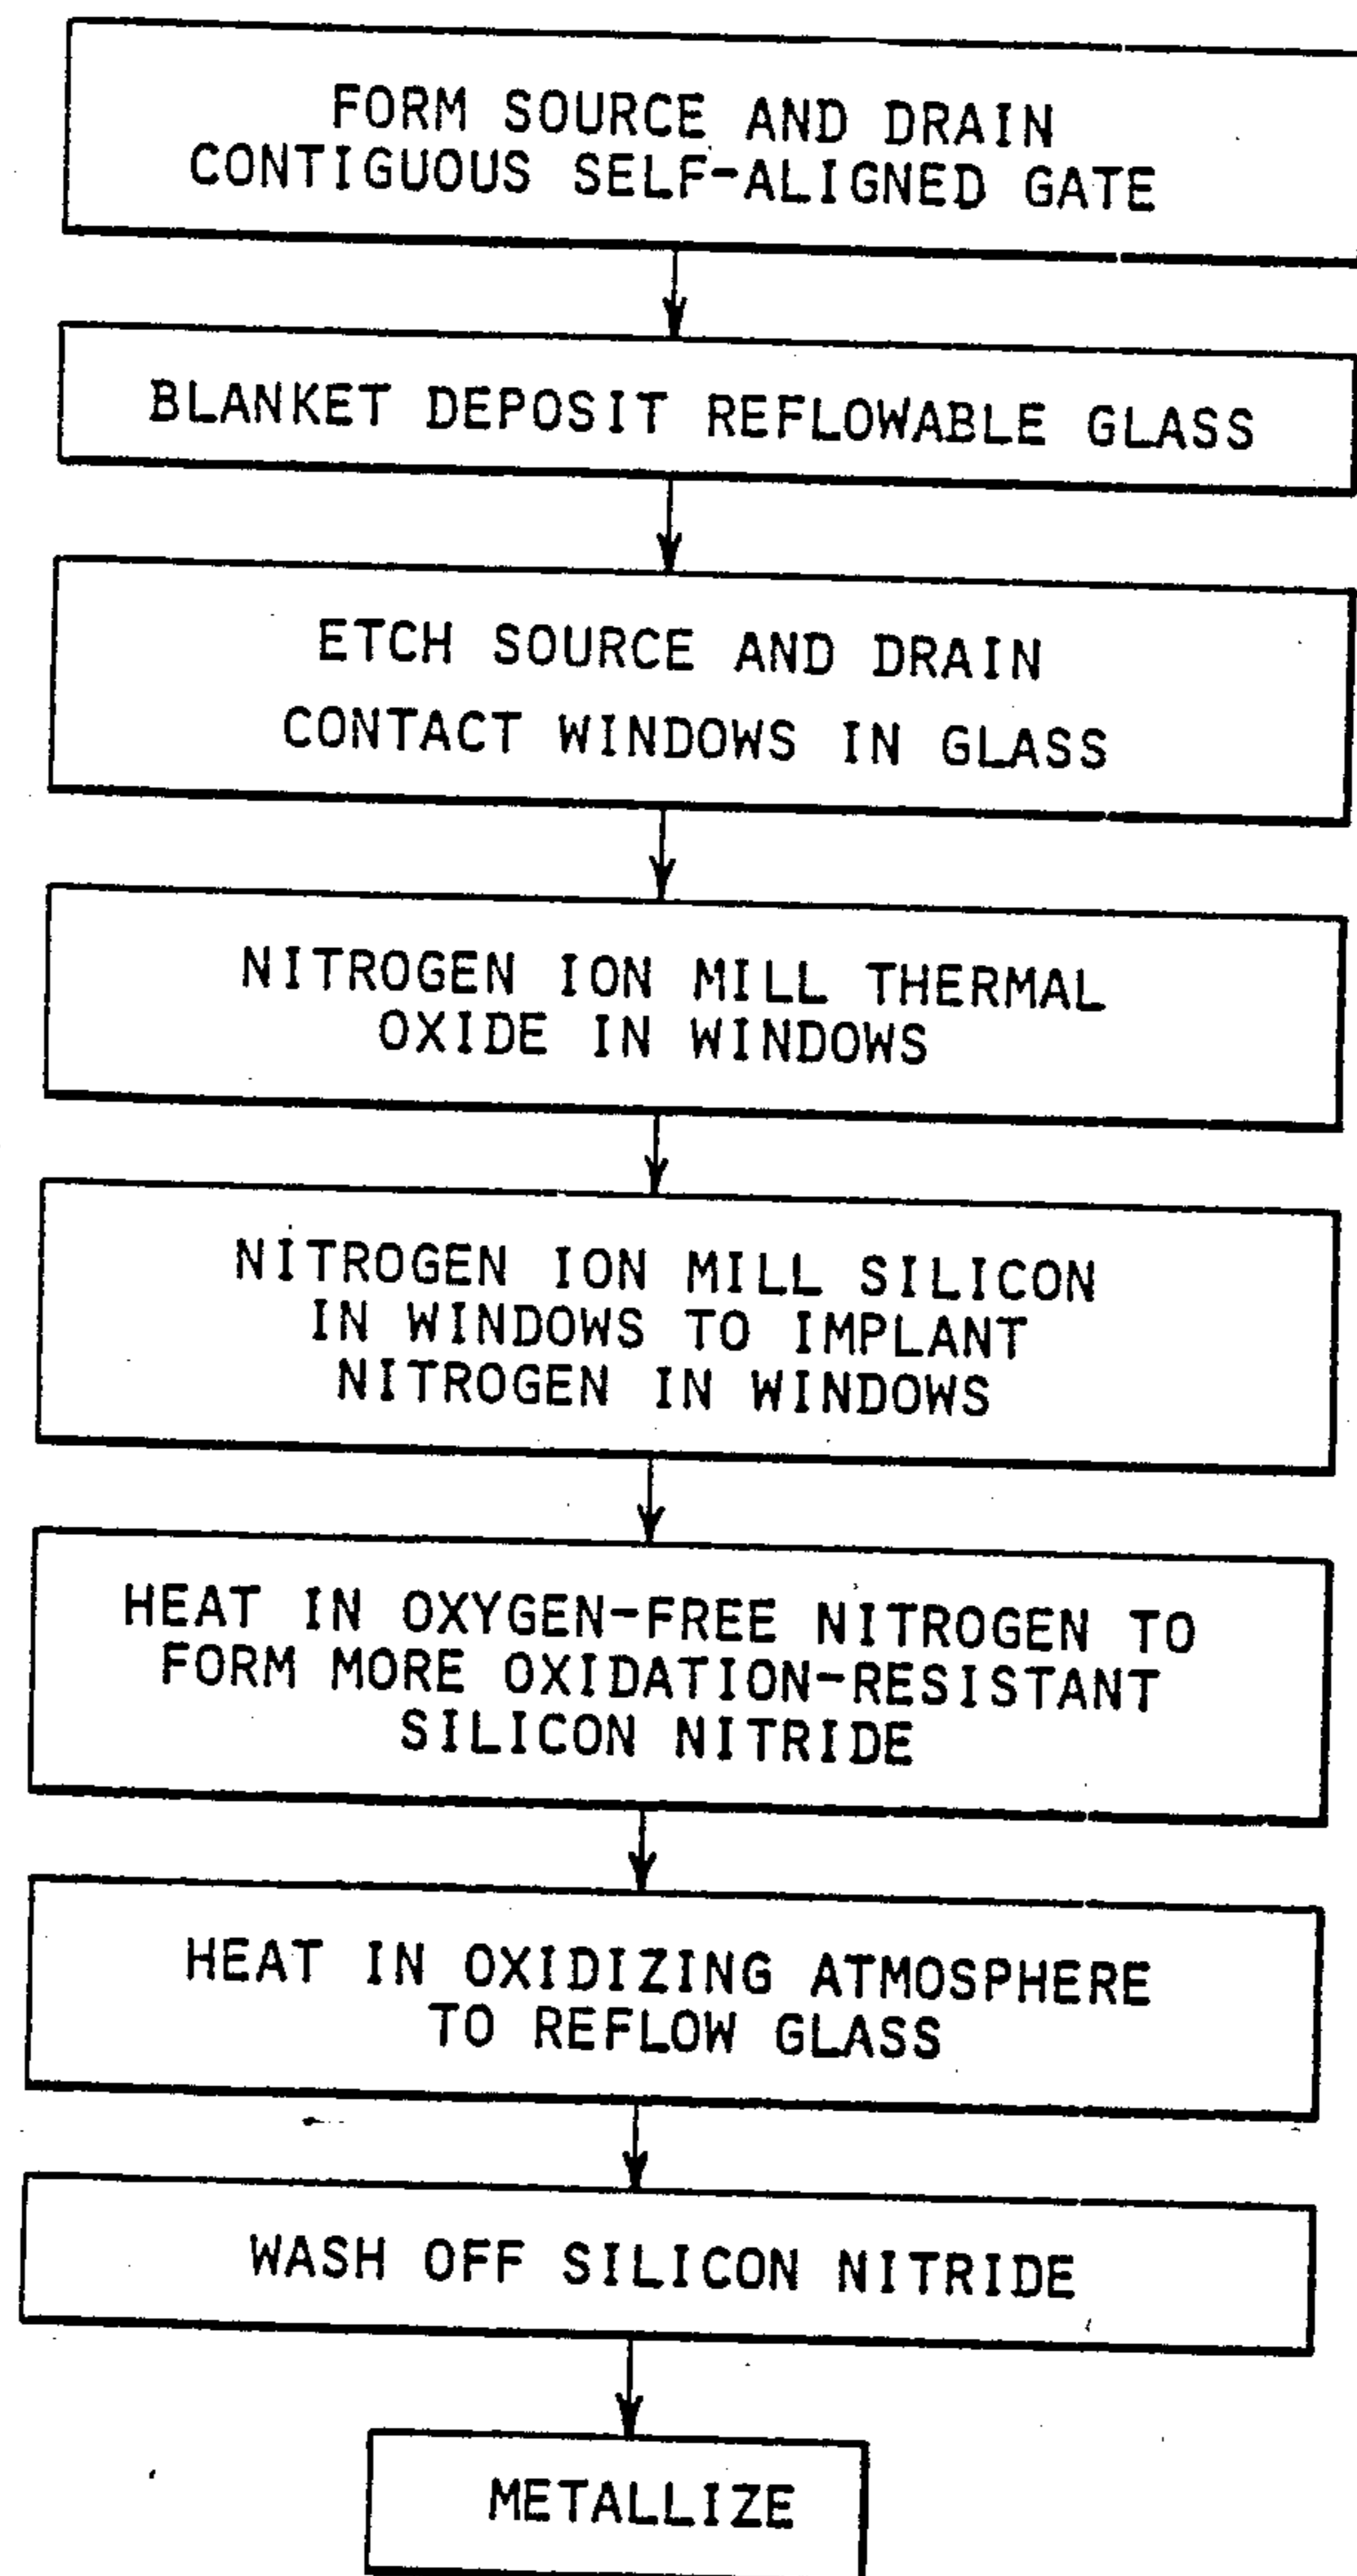 FORM SOURCE AND DRAIN
CONTIGUOUS SELF-ALIGNED GATE
BLANKET DEPOSIT REFLOWABLE GLASS
ETCH SOURCE AND DRAIN
CONTACT WINDOWS IN GLASS
NITROGEN ION MILL THERMAL
OXIDE IN WINDOWS
NITROGEN ION MILL SILICON
IN WINDOWS TO IMPLANT
NITROGEN IN WINDOWS
HEAT IN OXYGEN-FREE NITROGEN TO
FORM MORE OXIDATION-RESISTANT
SILICON NITRIDE
HEAT IN OXIDIZING ATMOSPHERE
TO REFLOW GLASS
WASH OFF SILICON NITRIDE
METALLIZE